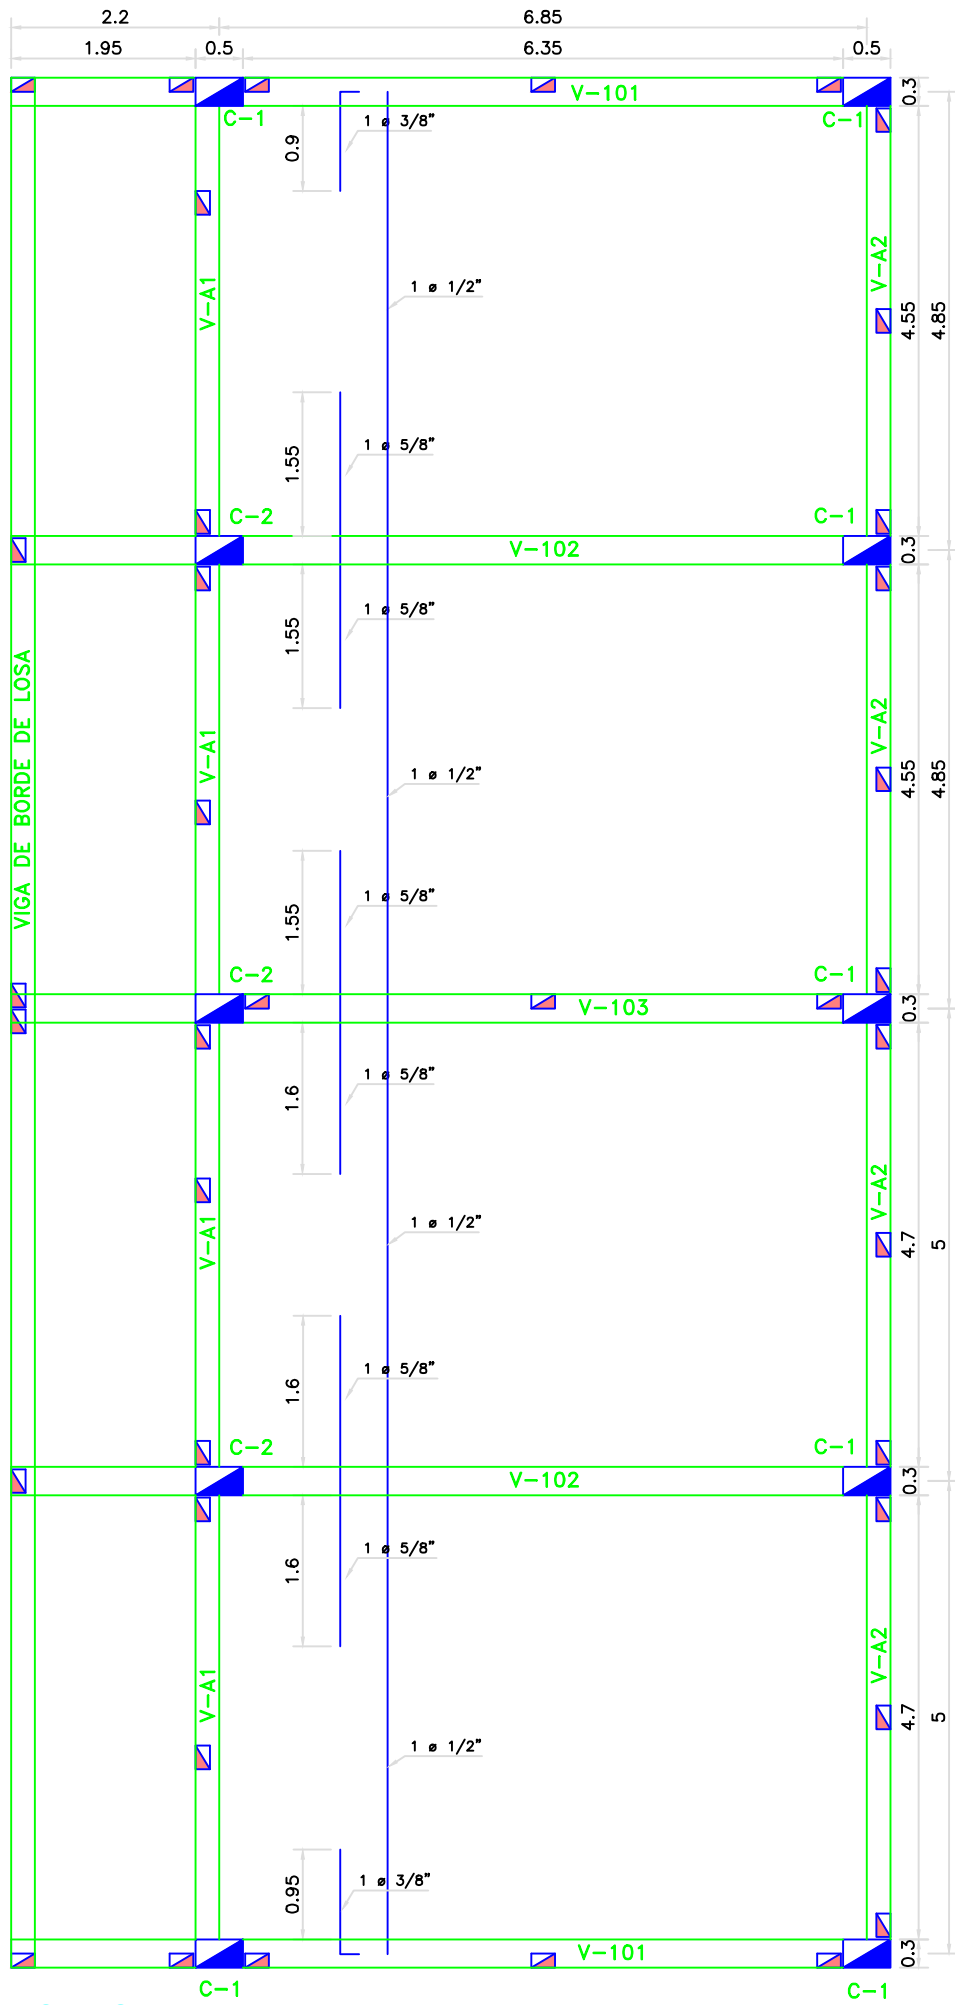 2.2 6.85
1.95 0.5 6.35 0.5
V-101
0.3
C-1 1 ø 3/8" C-1
0.9
V-A2
1 ø 1/2"
V-A1
4.55 4.85
1 ø 5/8"
1.55
C-2 C-1
V-102
0.3
1 ø 5/8"
1.55
VIGA DE BORDE DE LOSA
V-A2
V-A1
1 ø 1/2"
4.55 4.85
1 ø 5/8"
1.55
C-2 C-1
V-103
0.3
1 ø 5/8"
1.6
V-A2
1 ø 1/2"
V-A1
4.7 5
1 ø 5/8"
1.6
C-2 C-1
V-102
0.3
1 ø 5/8"
1.6
V-A2
V-A1
4.7 5
1 ø 1/2"
1 ø 3/8"
0.95
V-101
0.3
C-1 C-1